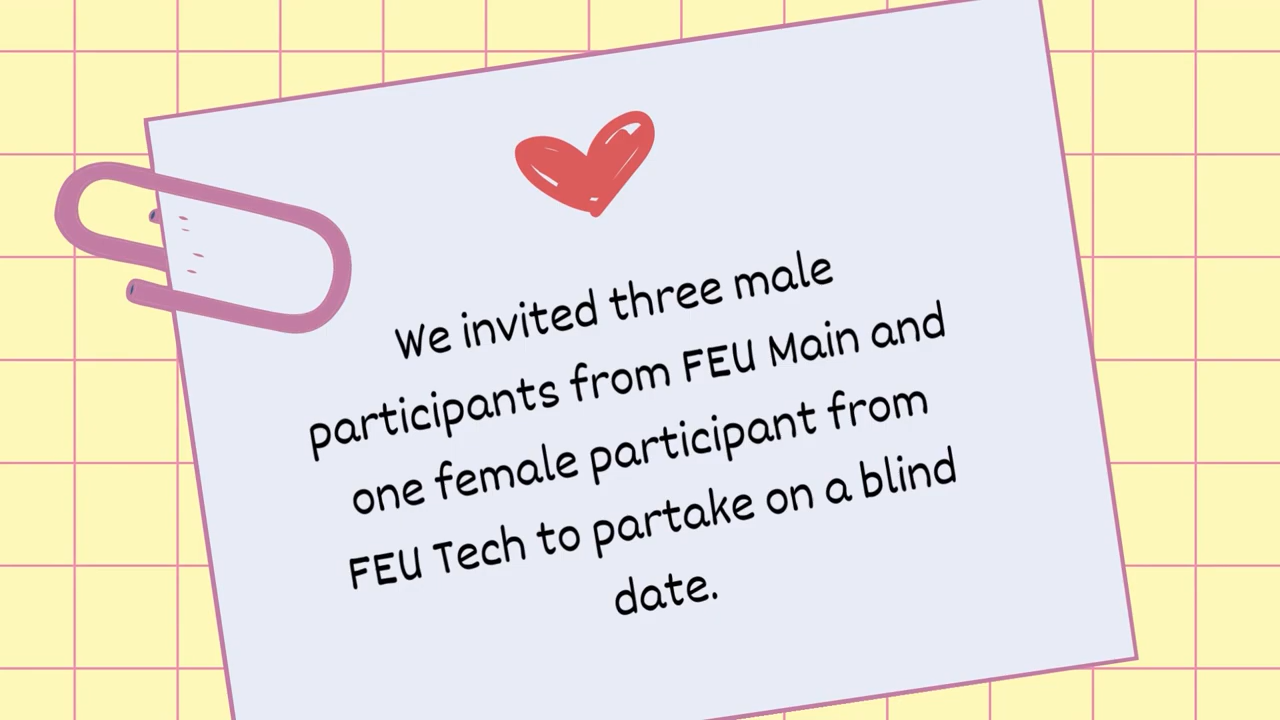 We invited three male
participants from FEU Main and
one female participant from
FEU Tech to partake on a blind
date.